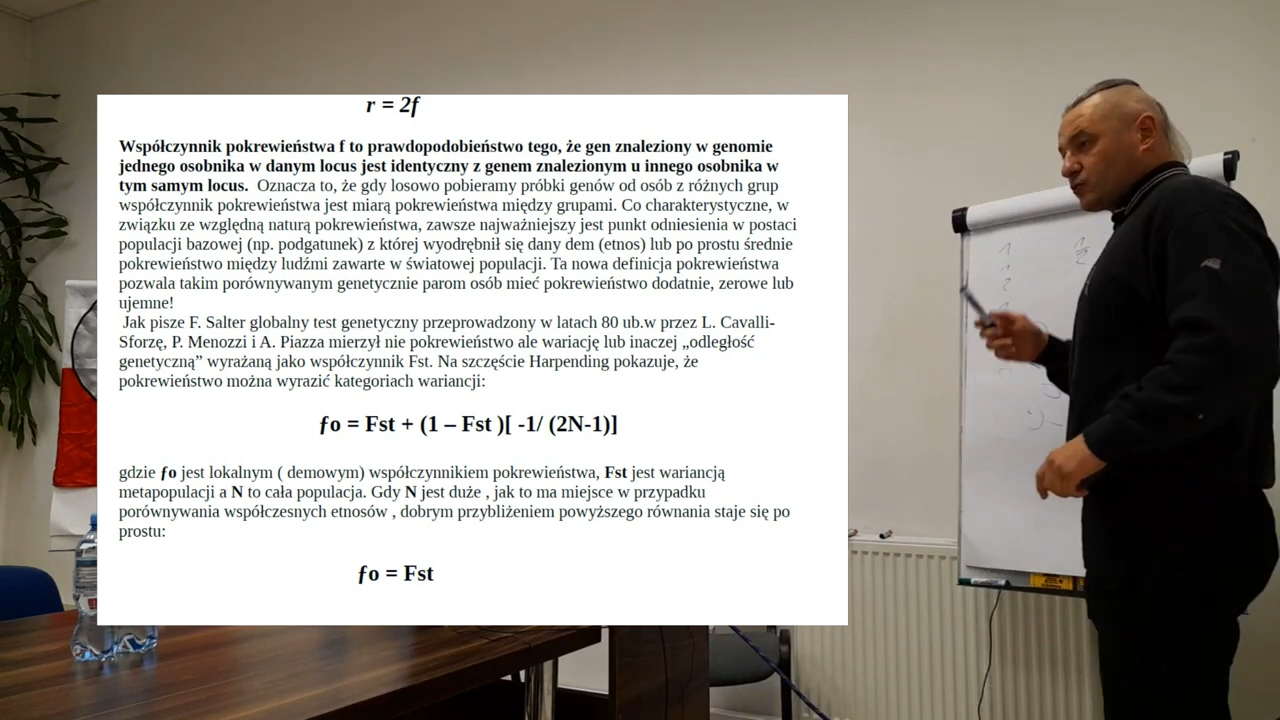 r = 2f
Współczynnik pokrewieństwa f to prawdopodobieństwo tego, że gen znaleziony w genomie
jednego osobnika w danym locus jest identyczny z genem znalezionym u innego osobnika w
tym samym locus. Oznacza to, że gdy losowo pobieramy próbki genów od osób z różnych grup
współczynnik pokrewieństwa jest miarą pokrewieństwa między grupami. Co charakterystyczne, w
związku ze względną naturą pokrewieństwa, zawsze najważniejszy jest punkt odniesienia w postaci
populacji bazowej (np. podgatunek) z której wyodrębnił się dany dem (etnos) lub po prostu średnie
pokrewieństwo między ludźmi zawarte w światowej populacji. Ta nowa definicja pokrewieństwa
pozwala takim porównywanym genetycznie parom osób mieć pokrewieństwo dodatnie, zerowe lub
ujemne!
Jak pisze F. Salter globalny test genetyczny przeprowadzony w latach 80 ub.w przez L. Cavalli-
Sforzę, P. Menozzi i A. Piazza mierzył nie pokrewieństwo ale wariację lub inaczej „odległość
genetyczną” wyrażaną jako współczynnik Fst. Na szczęście Harpending pokazuje, że
pokrewieństwo można wyrazić kategoriach wariancji:
ƒo = Fst + (1 – Fst )[ -1/ (2N-1)]
gdzie ƒo jest lokalnym ( demowym) współczynnikiem pokrewieństwa, Fst jest wariancją
metapopulacji a N to cała populacja. Gdy N jest duże , jak to ma miejsce w przypadku
porównywania współczesnych etnosów , dobrym przybliżeniem powyższego równania staje się po
prostu:
ƒo = Fst